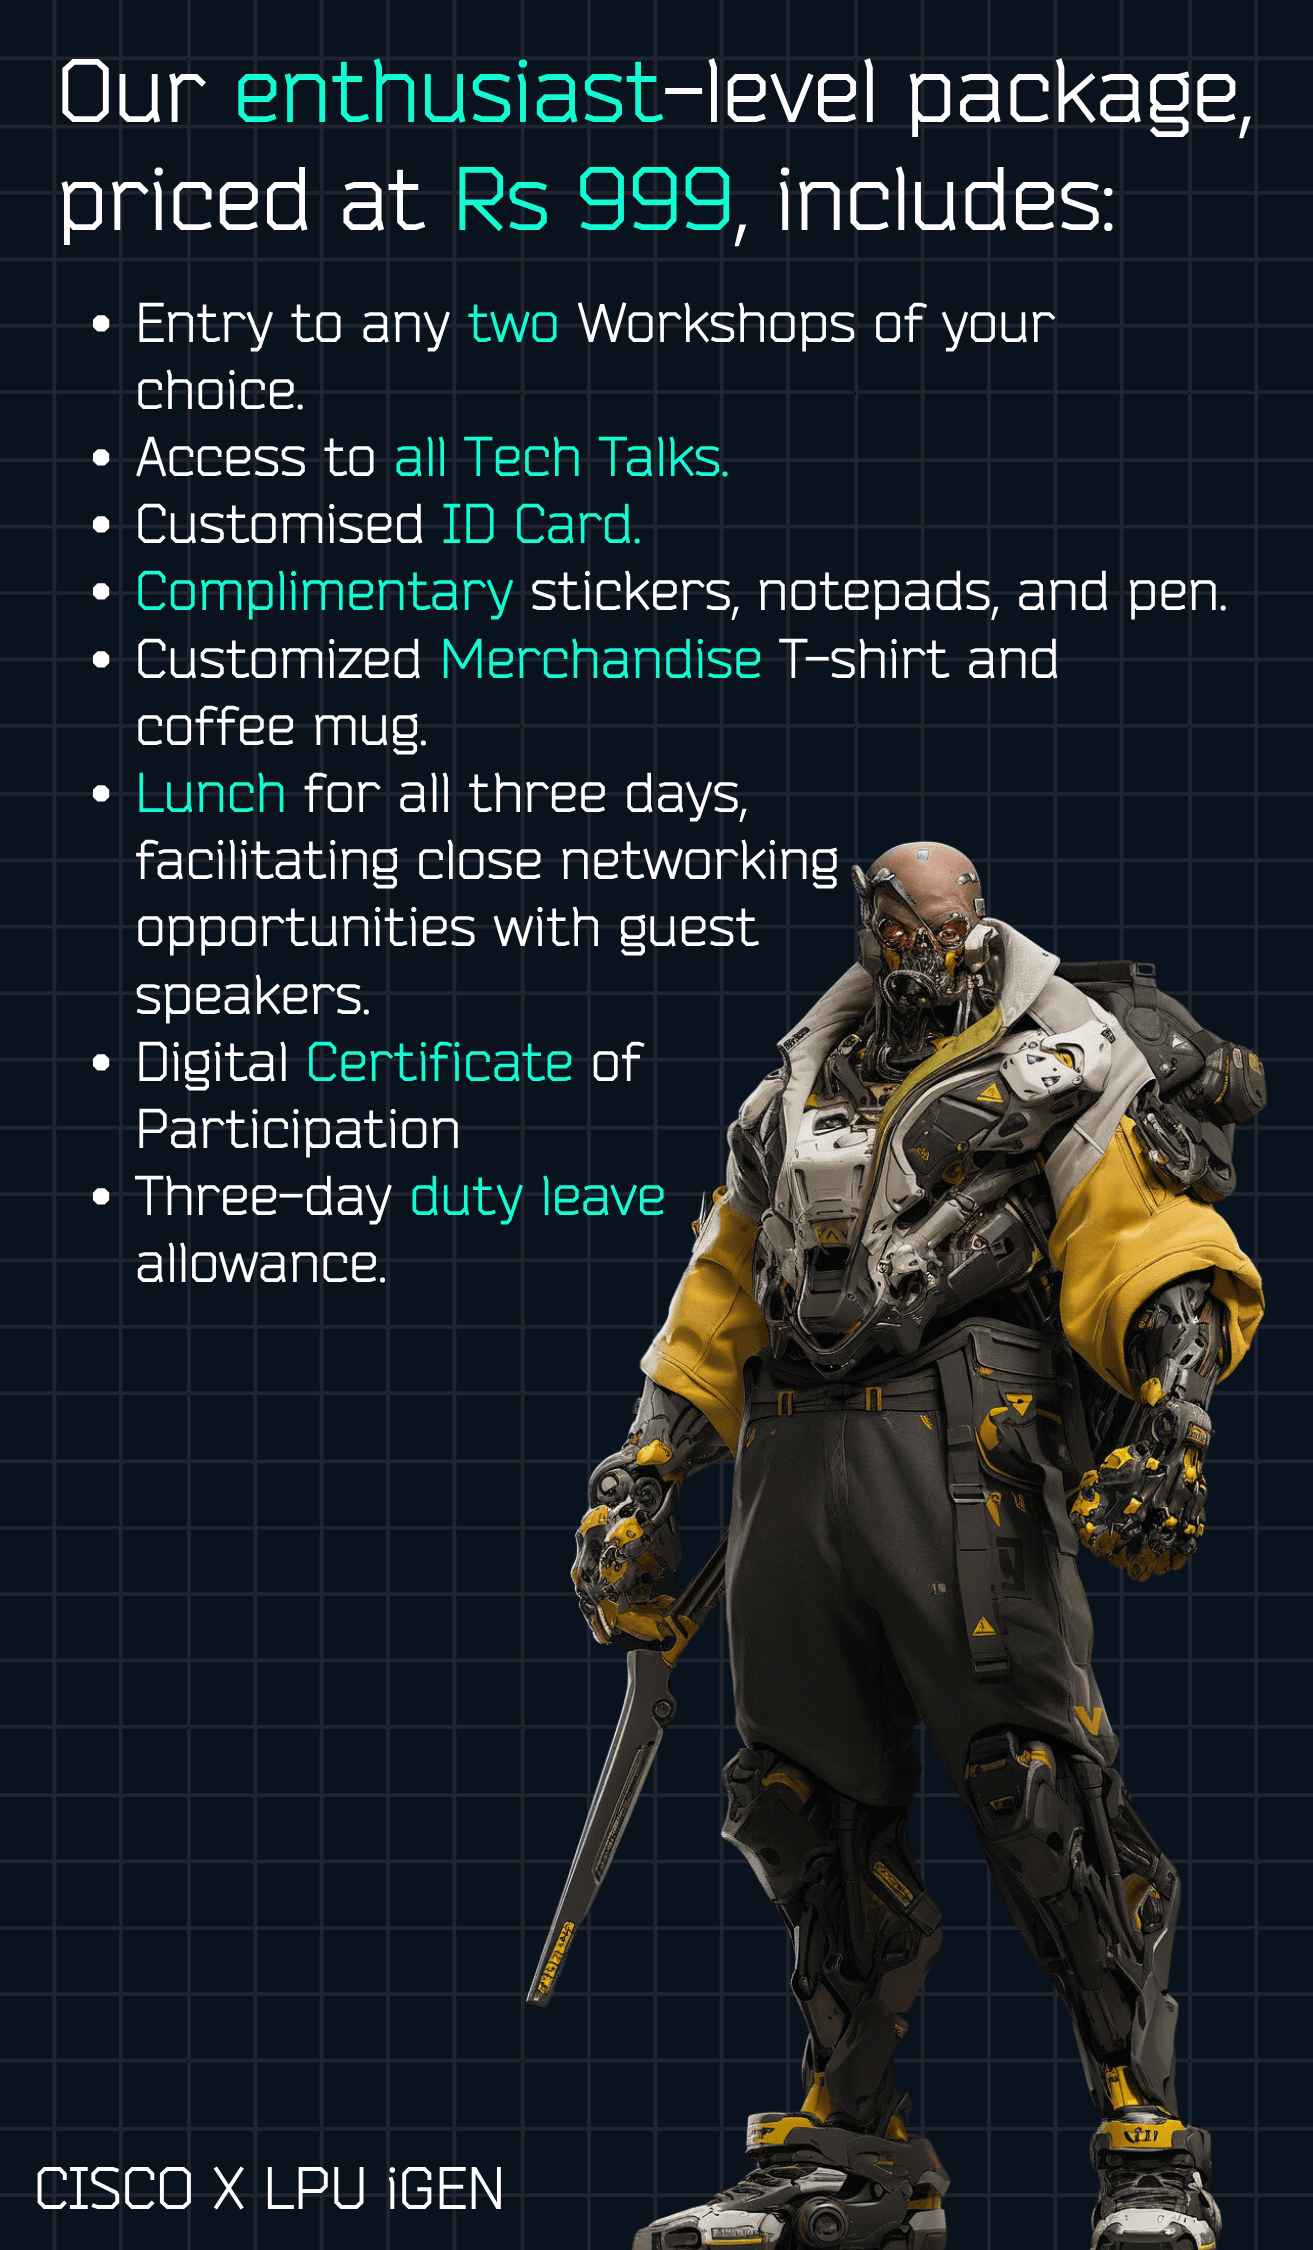 Our enthusiast-level package,
priced at Rs 999, includes:
• Entry to any two Workshops of your
choice.
• Access to all Tech Talks.
• Customised ID Card.
• Complimentary stickers, notepads, and pen.
• Customized Merchandise T-shirt and
coffee mug.
• Lunch for all three days,
facilitating close networking
opportunities with guest
speakers.
• Digital Certificate of
Participation
• Three-day duty leave
allowance.
CISCO X LPU iGEN